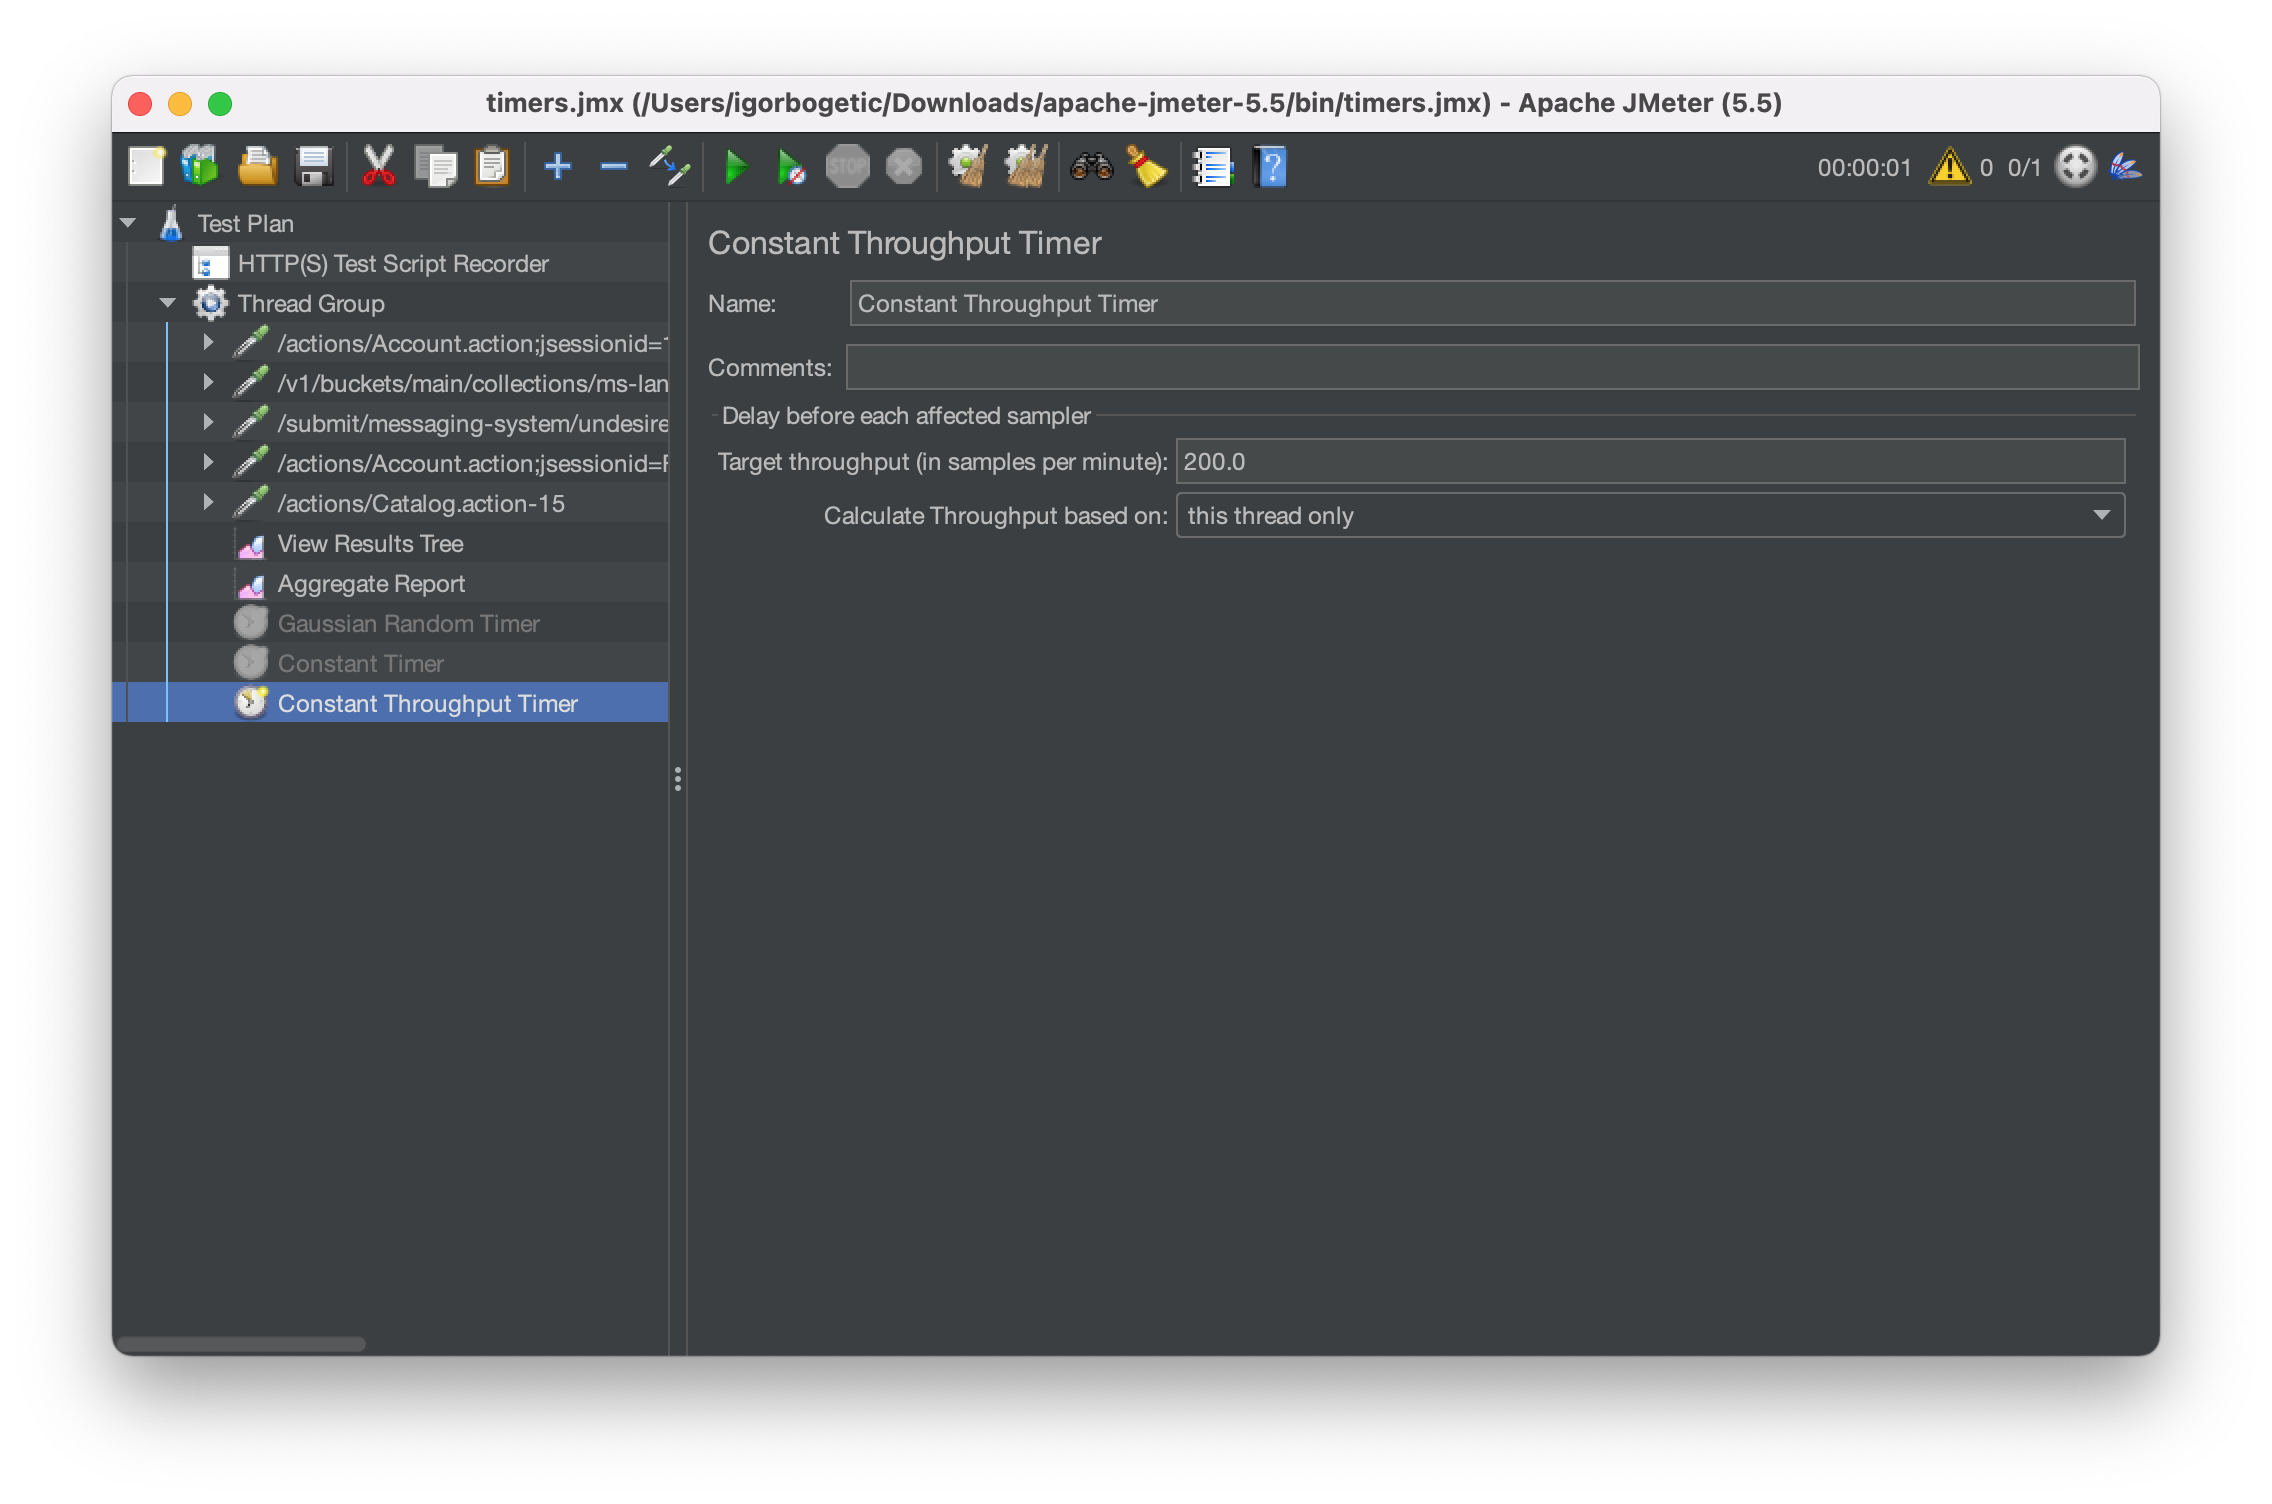 timers.jmx (/Users/igorbogetic/Downloads/apache-jmeter-5.5/bin/timers.jmx) - Apache JMeter (5.5)
STOP
?
00:00:01
! 0 0/1
Test Plan
HTTP(S) Test Script Recorder
Thread Group
/actions/Account.action;jsessionid=
/v1/buckets/main/collections/ms-lan
/submit/messaging-system/undesire
/actions/Account.action;jsessionid=
/actions/Catalog.action-15
View Results Tree
Aggregate Report
Gaussian Random Timer
Constant Timer
Constant Throughput Timer
Constant Throughput Timer
Name: Constant Throughput Timer
Comments:
Delay before each affected sampler
Target throughput (in samples per minute): 200.0
Calculate Throughput based on: this thread only